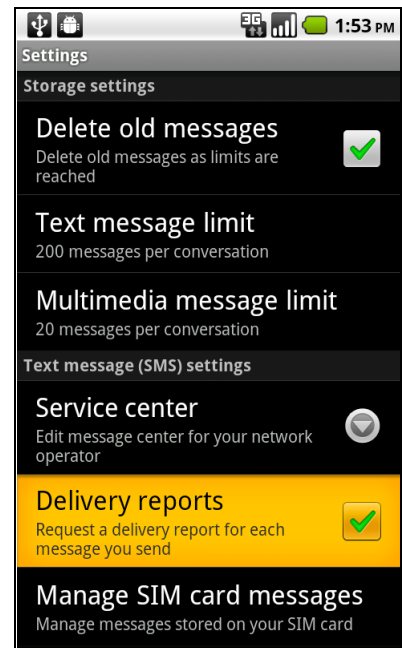 3G 1:53 PM
Settings
Storage settings
Delete old messages
Delete old messages as limits are
reached
Text message limit
200 messages per conversation
Multimedia message limit
20 messages per conversation
Text message (SMS) settings
Service center
Edit message center for your network
operator
Delivery reports
Request a delivery report for each
message you send
Manage SIM card messages
Manage messages stored on your SIM card